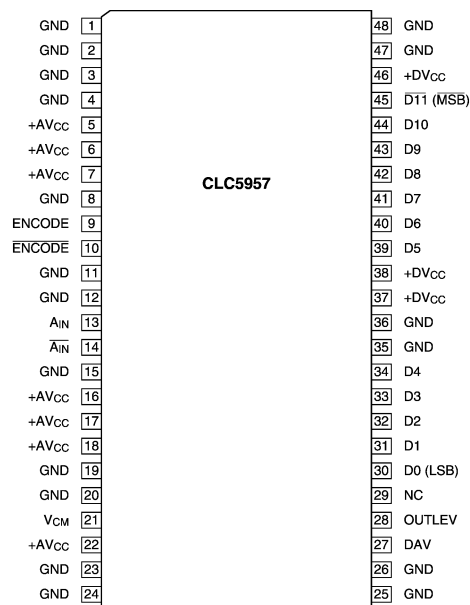 GND 1
GND 2
GND 3
GND 4
+AVCC 5
+AVCC 6
+AVCC 7
GND 8
ENCODE 9
E̅N̅C̅O̅D̅E̅ 10
GND 11
GND 12
AIN 13
A̅I̅N̅ 14
GND 15
+AVCC 16
+AVCC 17
+AVCC 18
GND 19
GND 20
VCM 21
+AVCC 22
GND 23
GND 24
CLC5957
48 GND
47 GND
46 +DVCC
45 D̅1̅1̅ (M̅S̅B̅)
44 D10
43 D9
42 D8
41 D7
40 D6
39 D5
38 +DVCC
37 +DVCC
36 GND
35 GND
34 D4
33 D3
32 D2
31 D1
30 D0 (LSB)
29 NC
28 OUTLEV
27 DAV
26 GND
25 GND